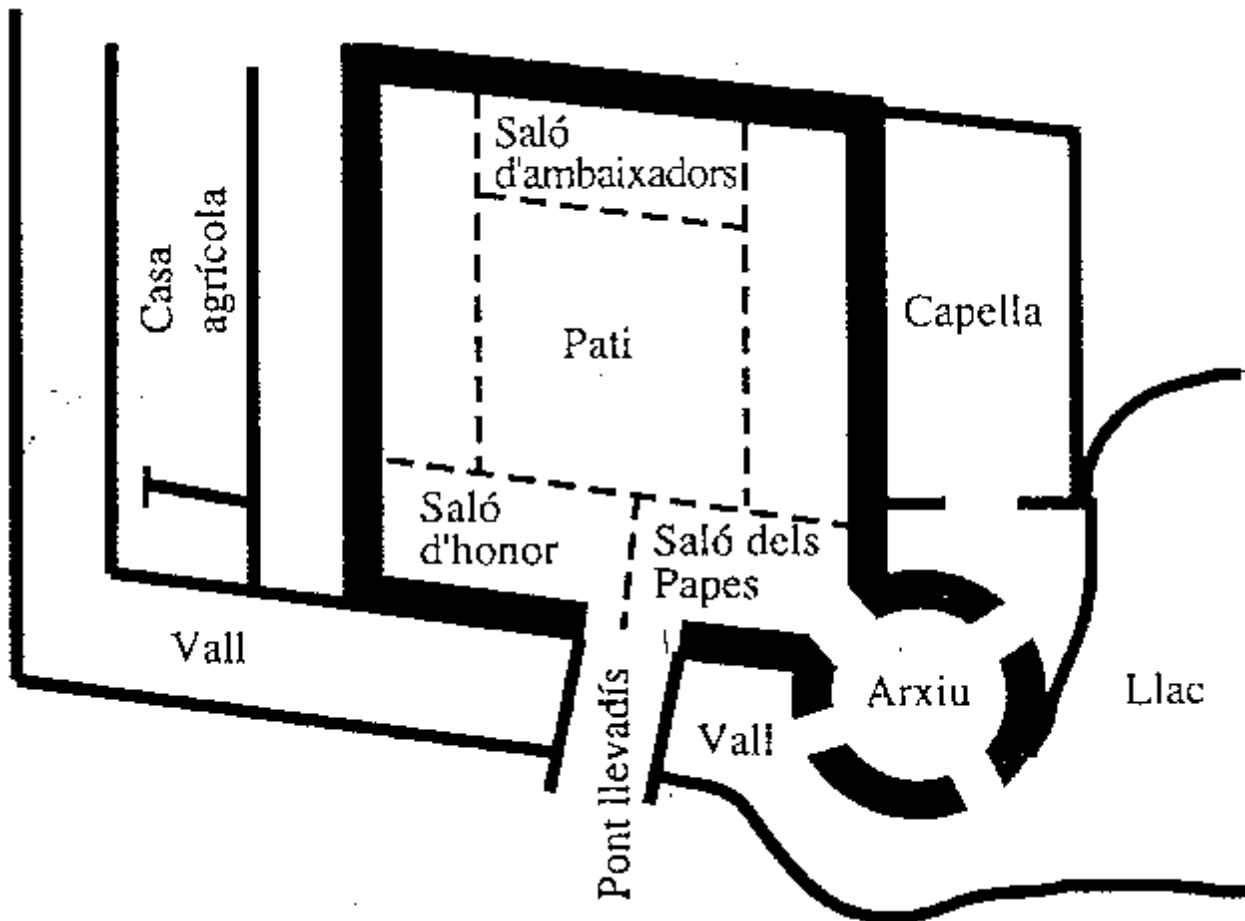 Saló
d'ambaixadors
Casa
agrícola
Pati
Capella
Saló
d'honor
Saló dels
Papes
Vall
Pont llevadís
Vall
Arxiu
Llac